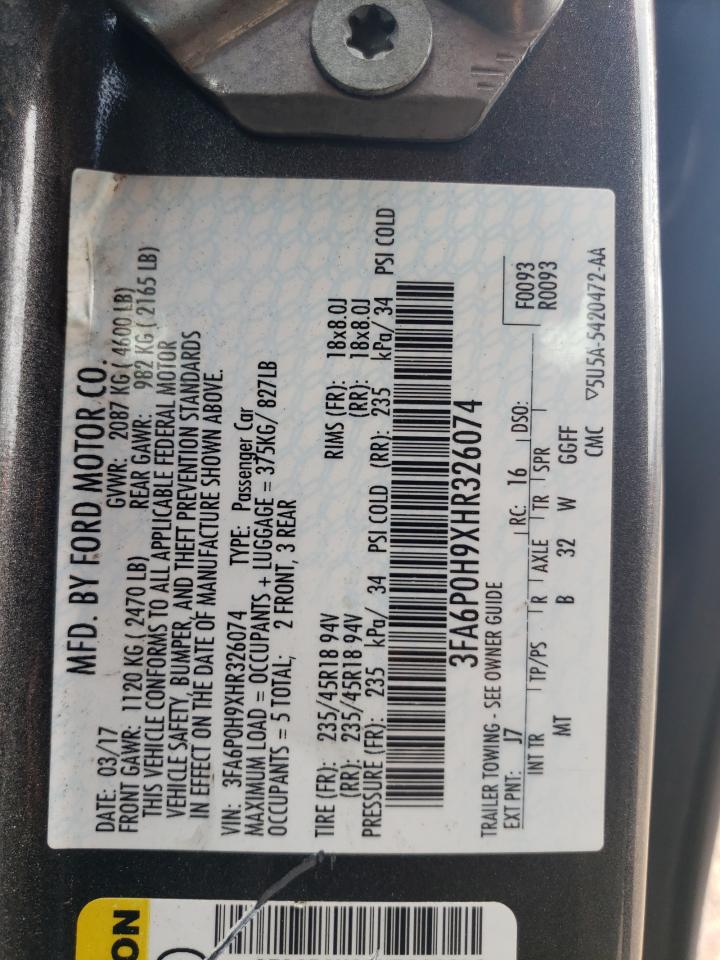 MFD. BY FORD MOTOR CO.
DATE: 03/17 GVWR: 2087 KG ( 4600 LB)
FRONT GAWR: 1120 KG ( 2470 LB) REAR GAWR: 982 KG ( 2165 LB)
THIS VEHICLE CONFORMS TO ALL APPLICABLE FEDERAL MOTOR
VEHICLE SAFETY, BUMPER, AND THEFT PREVENTION STANDARDS
IN EFFECT ON THE DATE OF MANUFACTURE SHOWN ABOVE.
VIN: 3FA6P0H9XHR326074 TYPE: Passenger Car
MAXIMUM LOAD = OCCUPANTS + LUGGAGE = 375KG/ 827LB
OCCUPANTS = 5 TOTAL; 2 FRONT, 3 REAR
TIRE (FR): 235/45R18 94V RIMS (FR): 18x8.0J
(RR): 235/45R18 94V (RR): 18x8.0J
PRESSURE (FR): 235 kPa/ 34 PSI COLD (RR): 235 kPa/ 34 PSI COLD
3FA6P0H9XHR326074
TRAILER TOWING - SEE OWNER GUIDE
EXT PNT: J7 RC: 16 DSO: F0093
R0093
INT TR TP/PS R AXLE TR SPR
MT B 32 W GGFF
CMC ▽5U5A-5420472-AA
ON